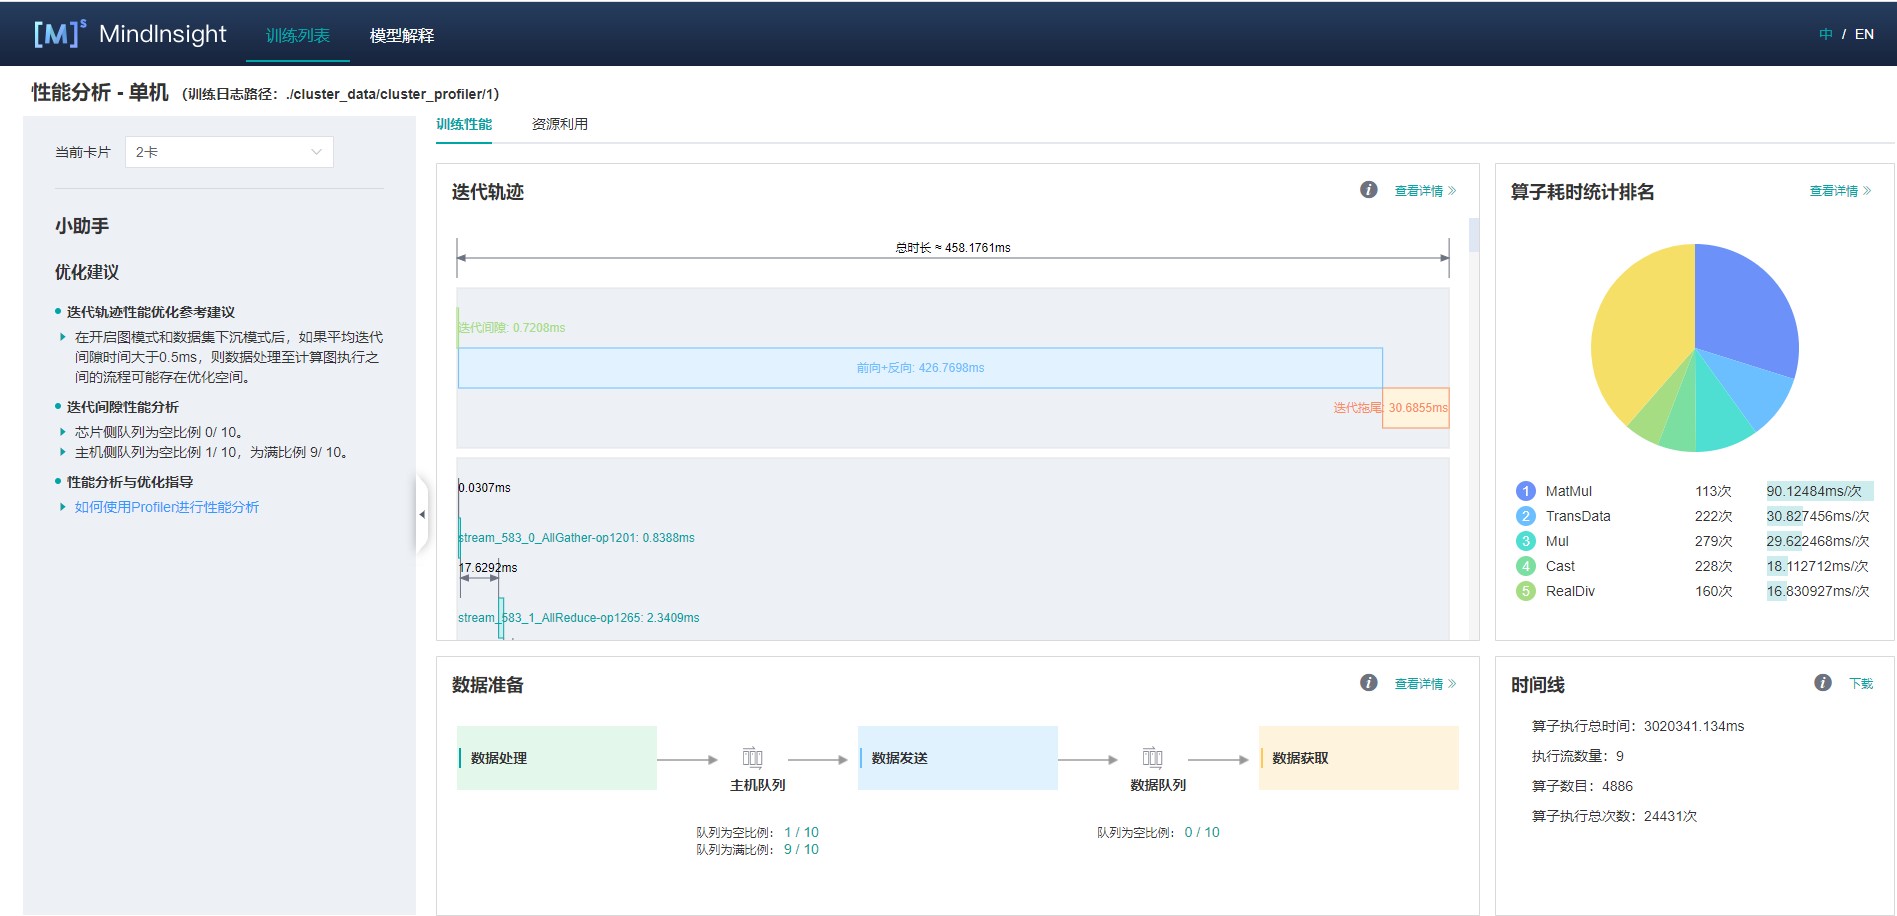 [M]s MindInsight 训练列表 模型解释 中 / EN
性能分析 - 单机 (训练日志路径: ./cluster_data/cluster_profiler/1)
当前卡片 2卡
小助手
优化建议
迭代轨迹性能优化参考建议
在开启图模式和数据集下沉模式后，如果平均迭代
间隙时间大于0.5ms，则数据处理至计算图执行之
间的流程可能存在优化空间。
迭代间隙性能分析
芯片侧队列为空比例 0/ 10。
主机侧队列为空比例 1/ 10，为满比例 9/ 10。
性能分析与优化指导
如何使用Profiler进行性能分析
训练性能 资源利用
迭代轨迹 查看详情
总时长 ≈ 458.1761ms
迭代间隙: 0.7208ms
前向+反向: 426.7698ms
迭代拖尾: 30.6855ms
0.0307ms
stream_583_0_AllGather-op1201: 0.8388ms
17.6292ms
stream_583_1_AllReduce-op1265: 2.3409ms
算子耗时统计排名 查看详情
1 MatMul 113次 90.12484ms/次
2 TransData 222次 30.827456ms/次
3 Mul 279次 29.622468ms/次
4 Cast 228次 18.112712ms/次
5 RealDiv 160次 16.830927ms/次
数据准备 查看详情
数据处理 主机队列 数据发送 数据队列 数据获取
队列为空比例: 1 / 10
队列为满比例: 9 / 10
队列为空比例: 0 / 10
时间线 下载
算子执行总时间: 3020341.134ms
执行流数量: 9
算子数目: 4886
算子执行总次数: 24431次